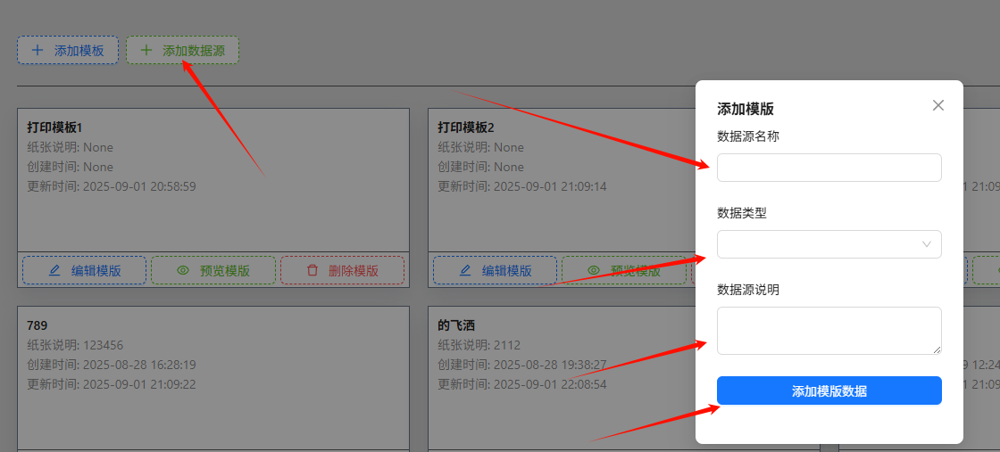 添加模板 添加数据源
打印模板1
纸张说明: None
创建时间: None
更新时间: 2025-09-01 20:58:59
编辑模版 预览模版 删除模版
打印模板2
纸张说明: None
创建时间: None
更新时间: 2025-09-01 21:09:14
编辑模版 预览模版
789
纸张说明: 123456
创建时间: 2025-08-28 16:28:19
更新时间: 2025-09-01 21:09:22
的飞洒
纸张说明: 2112
创建时间: 2025-08-28 19:38:27
更新时间: 2025-09-01 22:08:54
添加模版
数据源名称
数据类型
数据源说明
添加模版数据